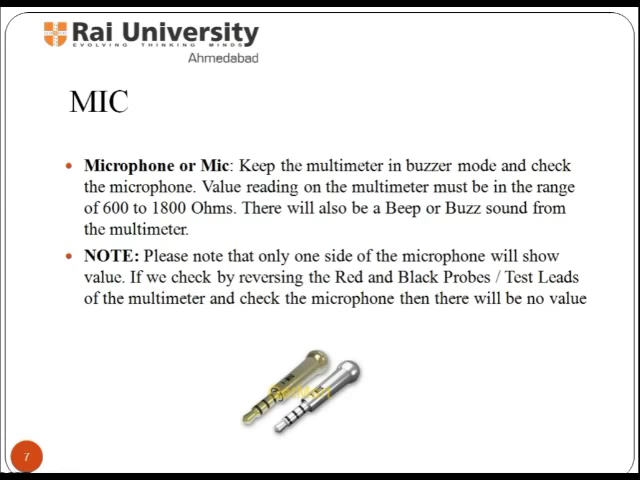 Rai University
EVOLVING THINKING MINDS
Ahmedabad
MIC
• Microphone or Mic: Keep the multimeter in buzzer mode and check
the microphone. Value reading on the multimeter must be in the range
of 600 to 1800 Ohms. There will also be a Beep or Buzz sound from
the multimeter.
• NOTE: Please note that only one side of the microphone will show
value. If we check by reversing the Red and Black Probes / Test Leads
of the multimeter and check the microphone then there will be no value
7